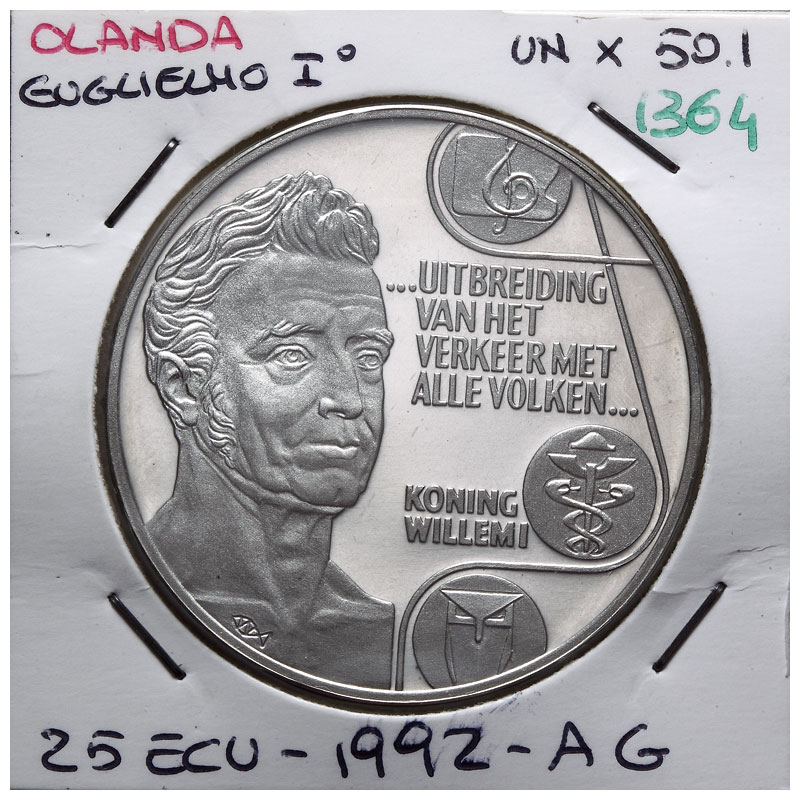 OLANDA
GUGLIELMO I°
UN X 50.1
1364
...UITBREIDING
VAN HET
VERKEER MET
ALLE VOLKEN...
KONING
WILLEM I
25 ECU - 1992 - AG